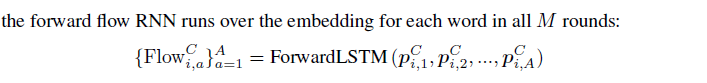 the forward flow RNN runs over the embedding for each word in all M rounds:
{Flow^C_{i,a}}^A_{a=1} = ForwardLSTM (p^C_{i,1}, p^C_{i,2}, ..., p^C_{i,A})